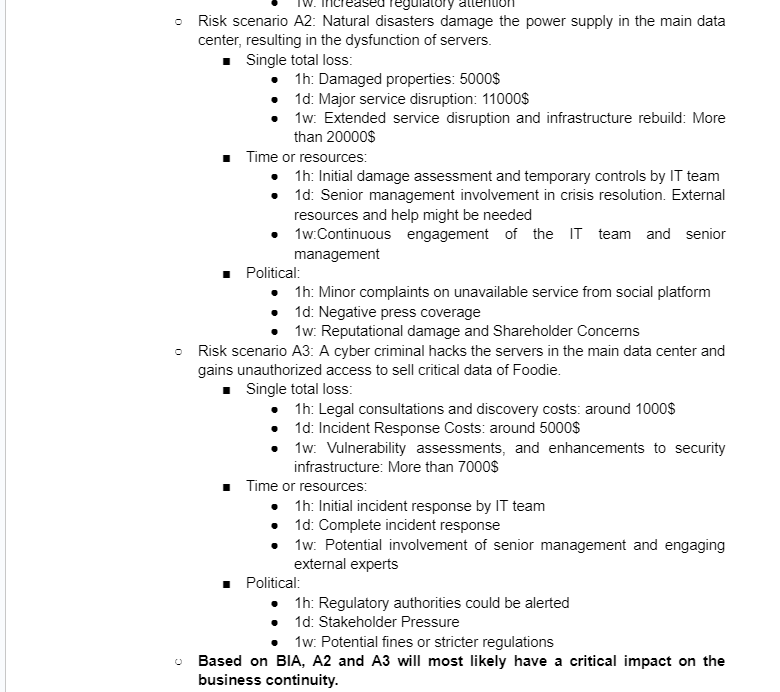 ● 1w: Increased regulatory attention
○ Risk scenario A2: Natural disasters damage the power supply in the main data
center, resulting in the dysfunction of servers.
■ Single total loss:
● 1h: Damaged properties: 5000$
● 1d: Major service disruption: 11000$
● 1w: Extended service disruption and infrastructure rebuild: More
than 20000$
■ Time or resources:
● 1h: Initial damage assessment and temporary controls by IT team
● 1d: Senior management involvement in crisis resolution. External
resources and help might be needed
● 1w:Continuous engagement of the IT team and senior
management
■ Political:
● 1h: Minor complaints on unavailable service from social platform
● 1d: Negative press coverage
● 1w: Reputational damage and Shareholder Concerns
○ Risk scenario A3: A cyber criminal hacks the servers in the main data center and
gains unauthorized access to sell critical data of Foodie.
■ Single total loss:
● 1h: Legal consultations and discovery costs: around 1000$
● 1d: Incident Response Costs: around 5000$
● 1w: Vulnerability assessments, and enhancements to security
infrastructure: More than 7000$
■ Time or resources:
● 1h: Initial incident response by IT team
● 1d: Complete incident response
● 1w: Potential involvement of senior management and engaging
external experts
■ Political:
● 1h: Regulatory authorities could be alerted
● 1d: Stakeholder Pressure
● 1w: Potential fines or stricter regulations
○ Based on BIA, A2 and A3 will most likely have a critical impact on the
business continuity.